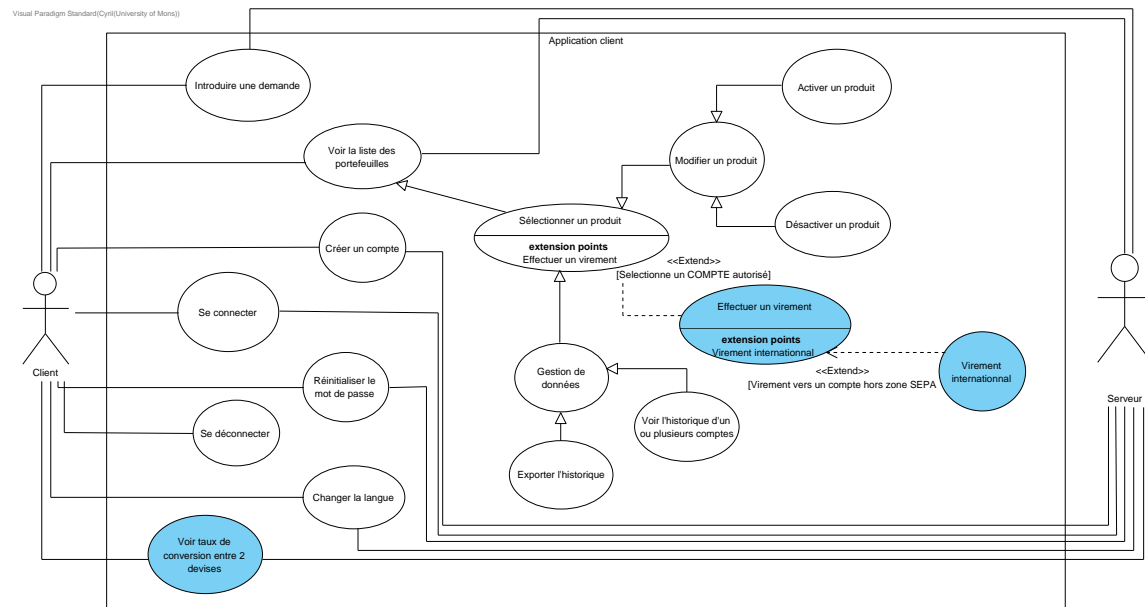 Visual Paradigm Standard(Cyril(University of Mons))
Application client
Introduire une demande
Activer un produit
Voir la liste des
portefeuilles
Modifier un produit
Sélectionner un produit
Désactiver un produit
extension points
Effectuer un virement
Créer un compte
<<Extend>>
[Selectionne un COMPTE autorisé]
Se connecter
Effectuer un virement
extension points
Virement internationnal
Virement
internationnal
Client
Réinitialiser le
mot de passe
Gestion de
données
<<Extend>>
[Virement vers un compte hors zone SEPA
Serveur
Se déconnecter
Voir l'historique d'un
ou plusieurs comptes
Exporter l'historique
Changer la langue
Voir taux de
conversion entre 2
devises